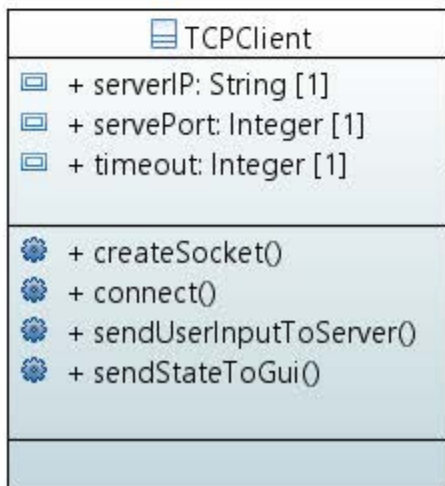 TCPClient
+ serverIP: String [1]
+ servePort: Integer [1]
+ timeout: Integer [1]
+ createSocket()
+ connect()
+ sendUserInputToServer()
+ sendStateToGui()